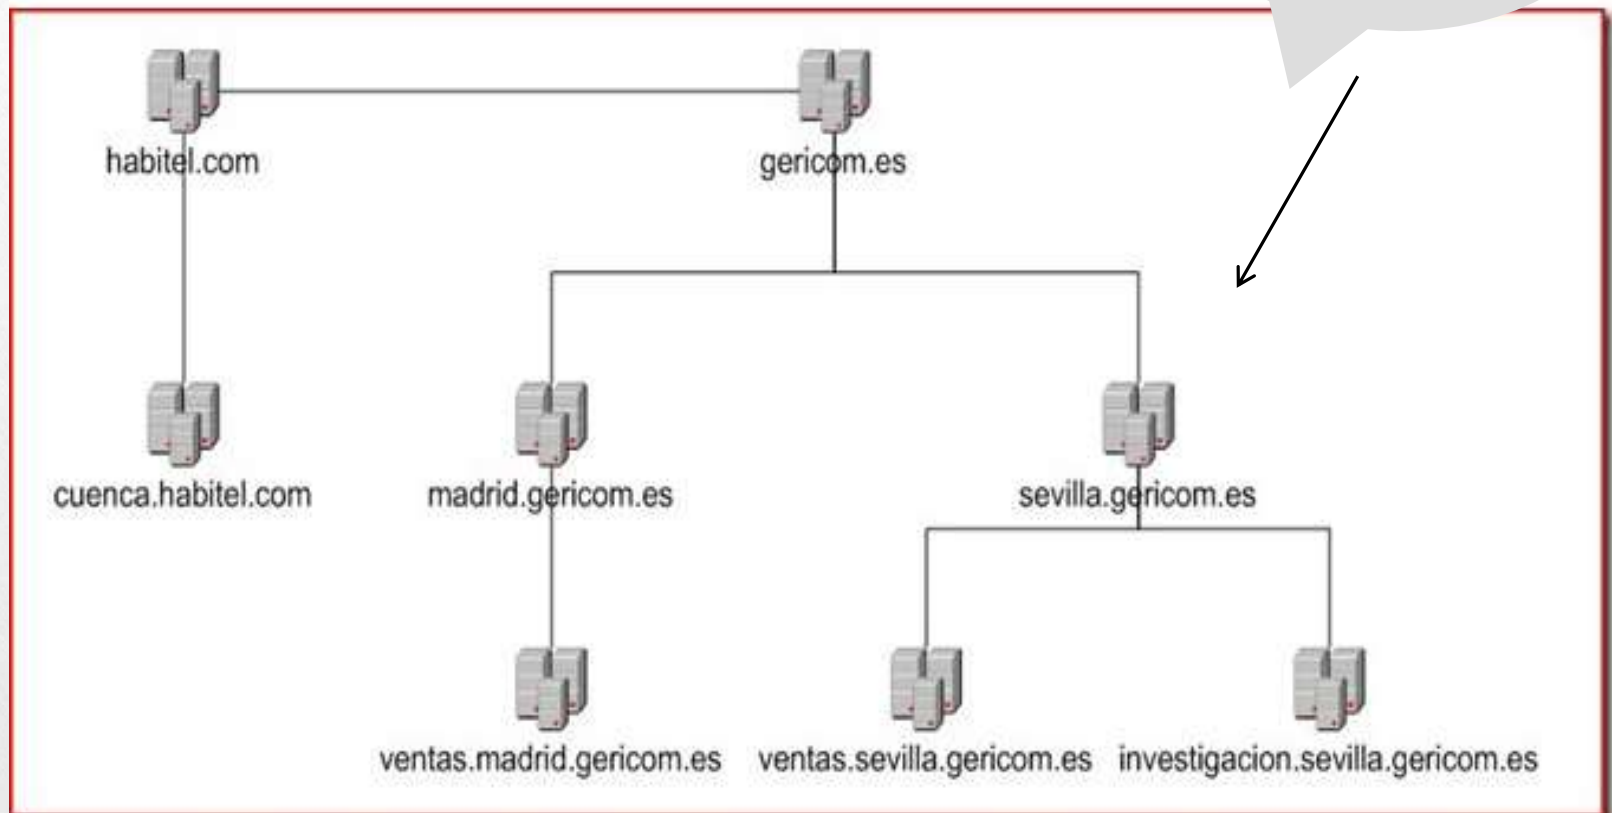 habitel.com
gericom.es
cuenca.habitel.com
madrid.gericom.es
sevilla.gericom.es
ventas.madrid.gericom.es
ventas.sevilla.gericom.es
investigacion.sevilla.gericom.es